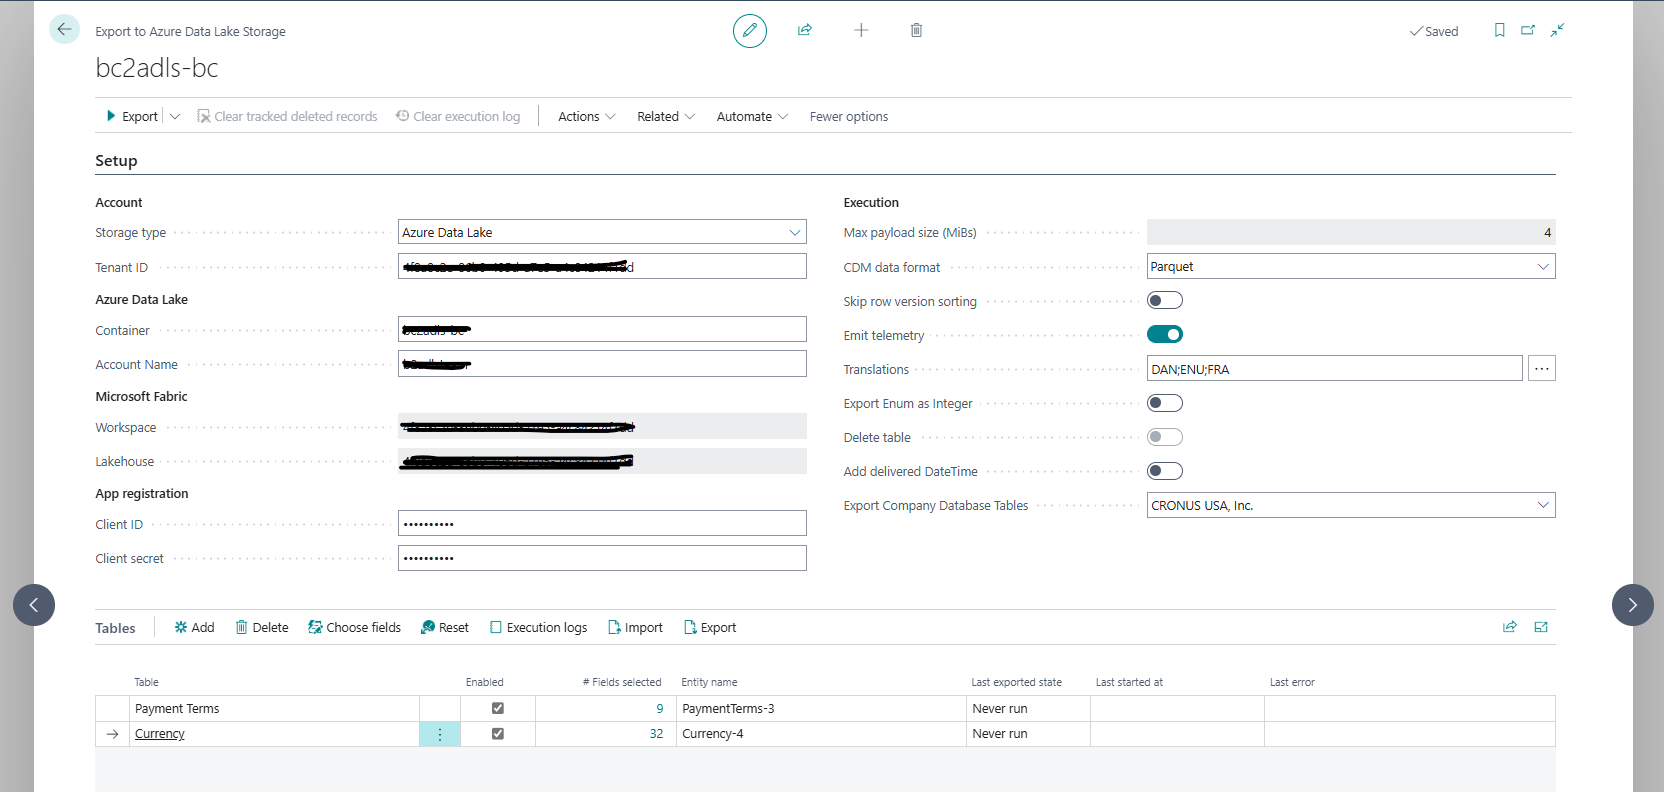 Export to Azure Data Lake Storage
Saved
bc2adls-bc
Export
Clear tracked deleted records
Clear execution log
Actions
Related
Automate
Fewer options
Setup
Account
Storage type
Azure Data Lake
Tenant ID
Azure Data Lake
Container
Account Name
Microsoft Fabric
Workspace
Lakehouse
App registration
Client ID
••••••••••
Client secret
••••••••••
Execution
Max payload size (MiBs)
4
CDM data format
Parquet
Skip row version sorting
Emit telemetry
Translations
DAN;ENU;FRA
Export Enum as Integer
Delete table
Add delivered DateTime
Export Company Database Tables
CRONUS USA, Inc.
Tables
Add
Delete
Choose fields
Reset
Execution logs
Import
Export
Table Enabled # Fields selected Entity name Last exported state Last started at Last error
Payment Terms 9 PaymentTerms-3 Never run
Currency 32 Currency-4 Never run